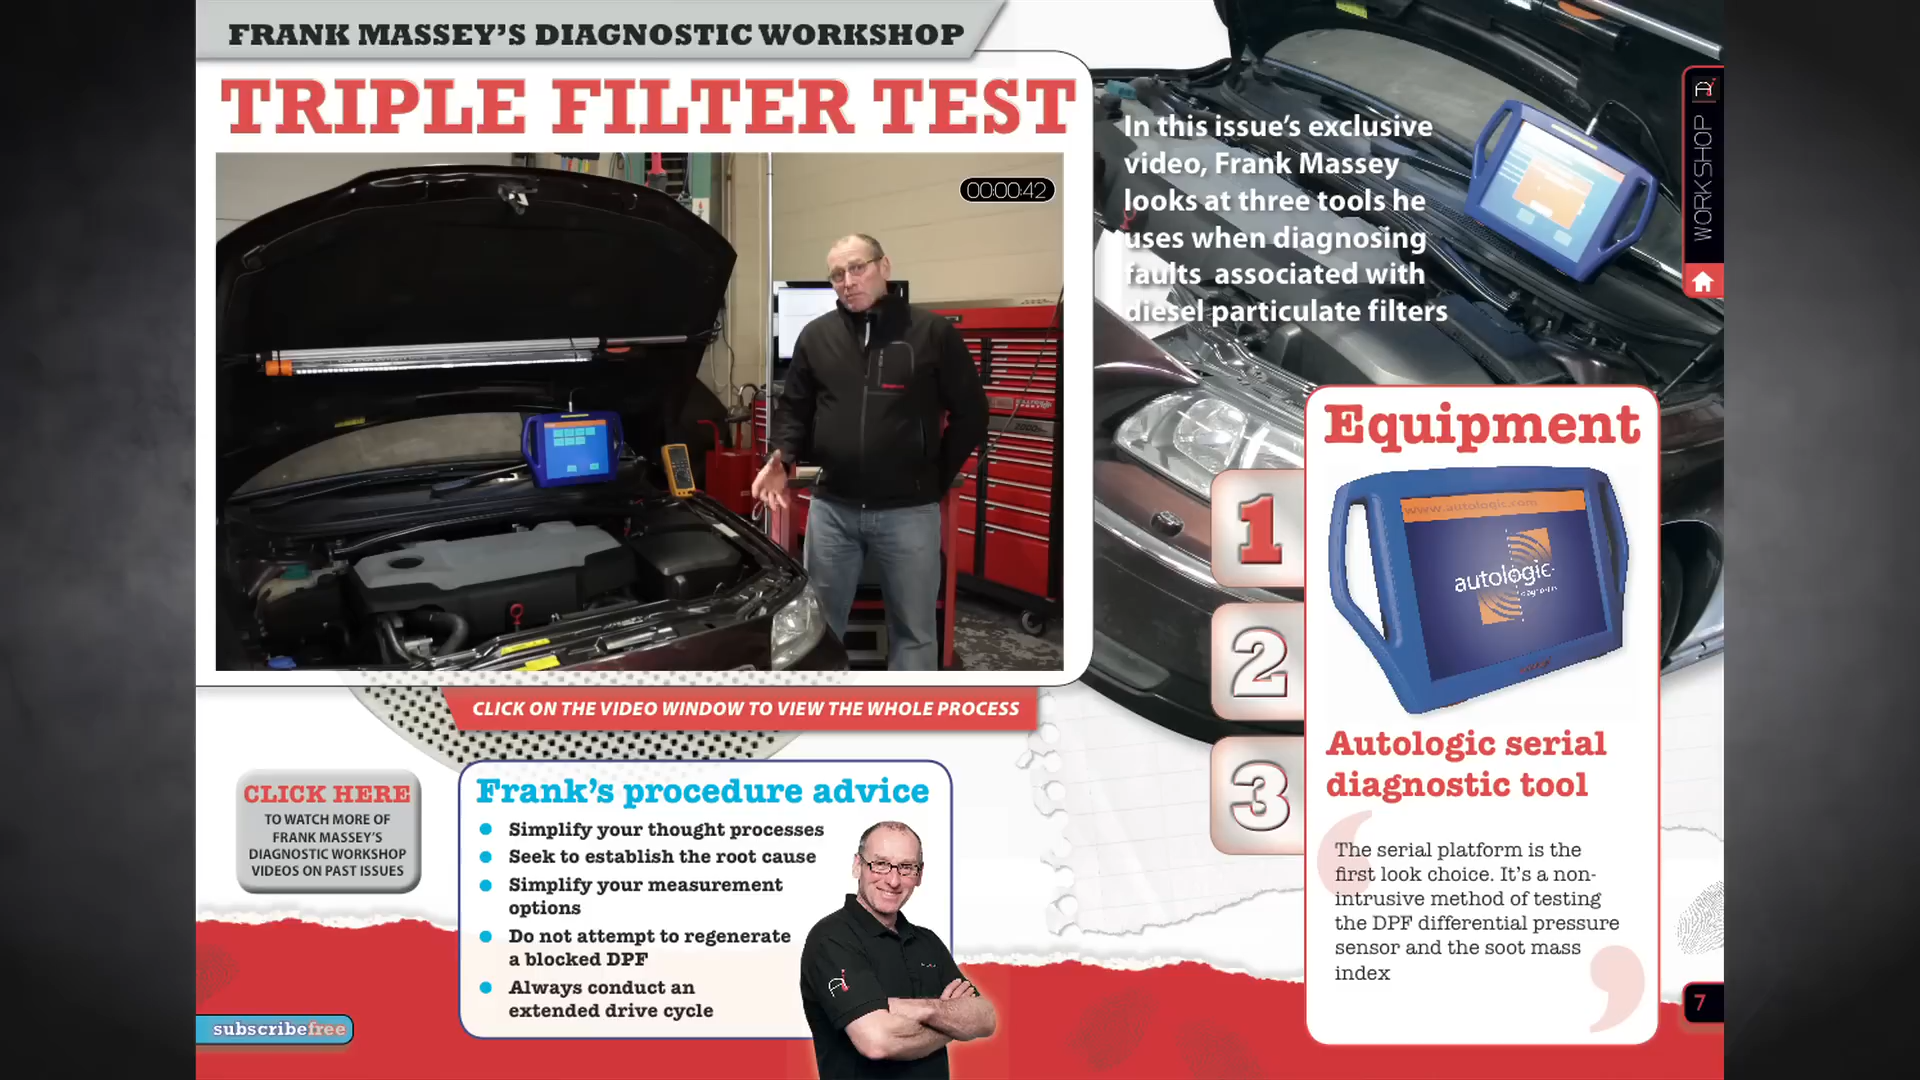 FRANK MASSEY'S DIAGNOSTIC WORKSHOP
TRIPLE FILTER TEST
00:00:42
In this issue's exclusive
video, Frank Massey
looks at three tools he
uses when diagnosing
faults associated with
diesel particulate filters
WORKSHOP
CLICK ON THE VIDEO WINDOW TO VIEW THE WHOLE PROCESS
CLICK HERE
TO WATCH MORE OF
FRANK MASSEY'S
DIAGNOSTIC WORKSHOP
VIDEOS ON PAST ISSUES
Frank's procedure advice
Simplify your thought processes
Seek to establish the root cause
Simplify your measurement
options
Do not attempt to regenerate
a blocked DPF
Always conduct an
extended drive cycle
subscribefree
1
2
3
Equipment
www.autologic.com
autologic
diagnostics
Autologic serial
diagnostic tool
The serial platform is the
first look choice. It's a non-
intrusive method of testing
the DPF differential pressure
sensor and the soot mass
index
7